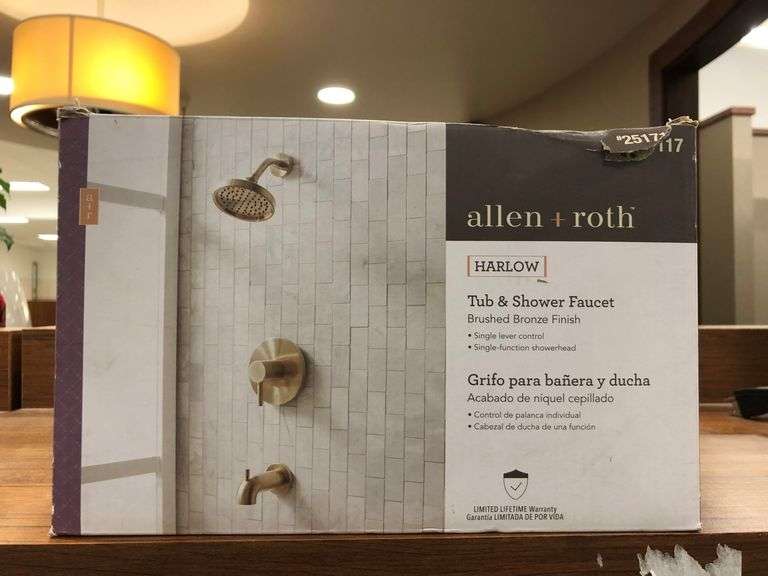 #2517
117
a+r
allen + roth™
HARLOW
Tub & Shower Faucet
Brushed Bronze Finish
• Single lever control
• Single-function showerhead
Grifo para bañera y ducha
Acabado de níquel cepillado
• Control de palanca individual
• Cabezal de ducha de una función
LIMITED LIFETIME Warranty
Garantía LIMITADA DE POR VIDA